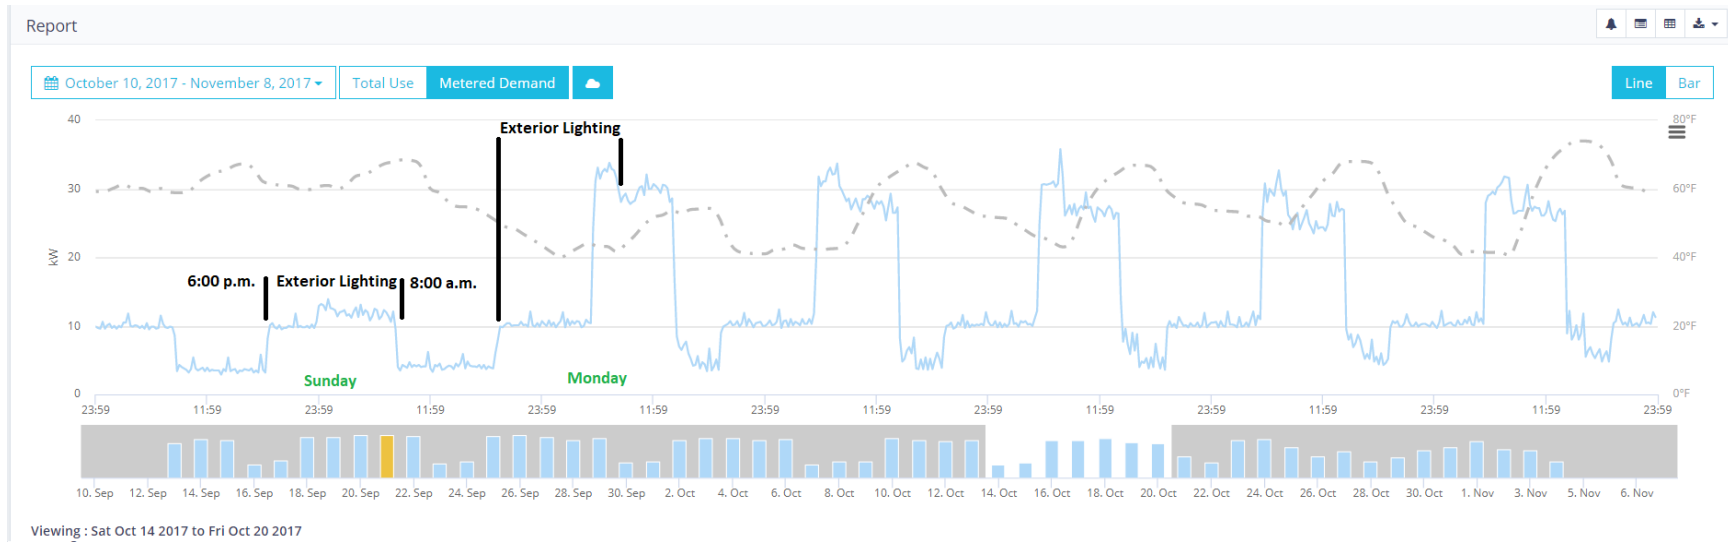 Report
October 10, 2017 - November 8, 2017 Total Use Metered Demand Line Bar
40 80°F
Exterior Lighting
30 60°F
20 40°F
kW
6:00 p.m. Exterior Lighting 8:00 a.m.
10 20°F
Sunday Monday
0 0°F
23:59 11:59 23:59 11:59 23:59 11:59 23:59 11:59 23:59 11:59 23:59 11:59 23:59 11:59 23:59
10. Sep 12. Sep 14. Sep 16. Sep 18. Sep 20. Sep 22. Sep 24. Sep 26. Sep 28. Sep 30. Sep 2. Oct 4. Oct 6. Oct 8. Oct 10. Oct 12. Oct 14. Oct 16. Oct 18. Oct 20. Oct 22. Oct 24. Oct 26. Oct 28. Oct 30. Oct 1. Nov 3. Nov 5. Nov 6. Nov
Viewing : Sat Oct 14 2017 to Fri Oct 20 2017